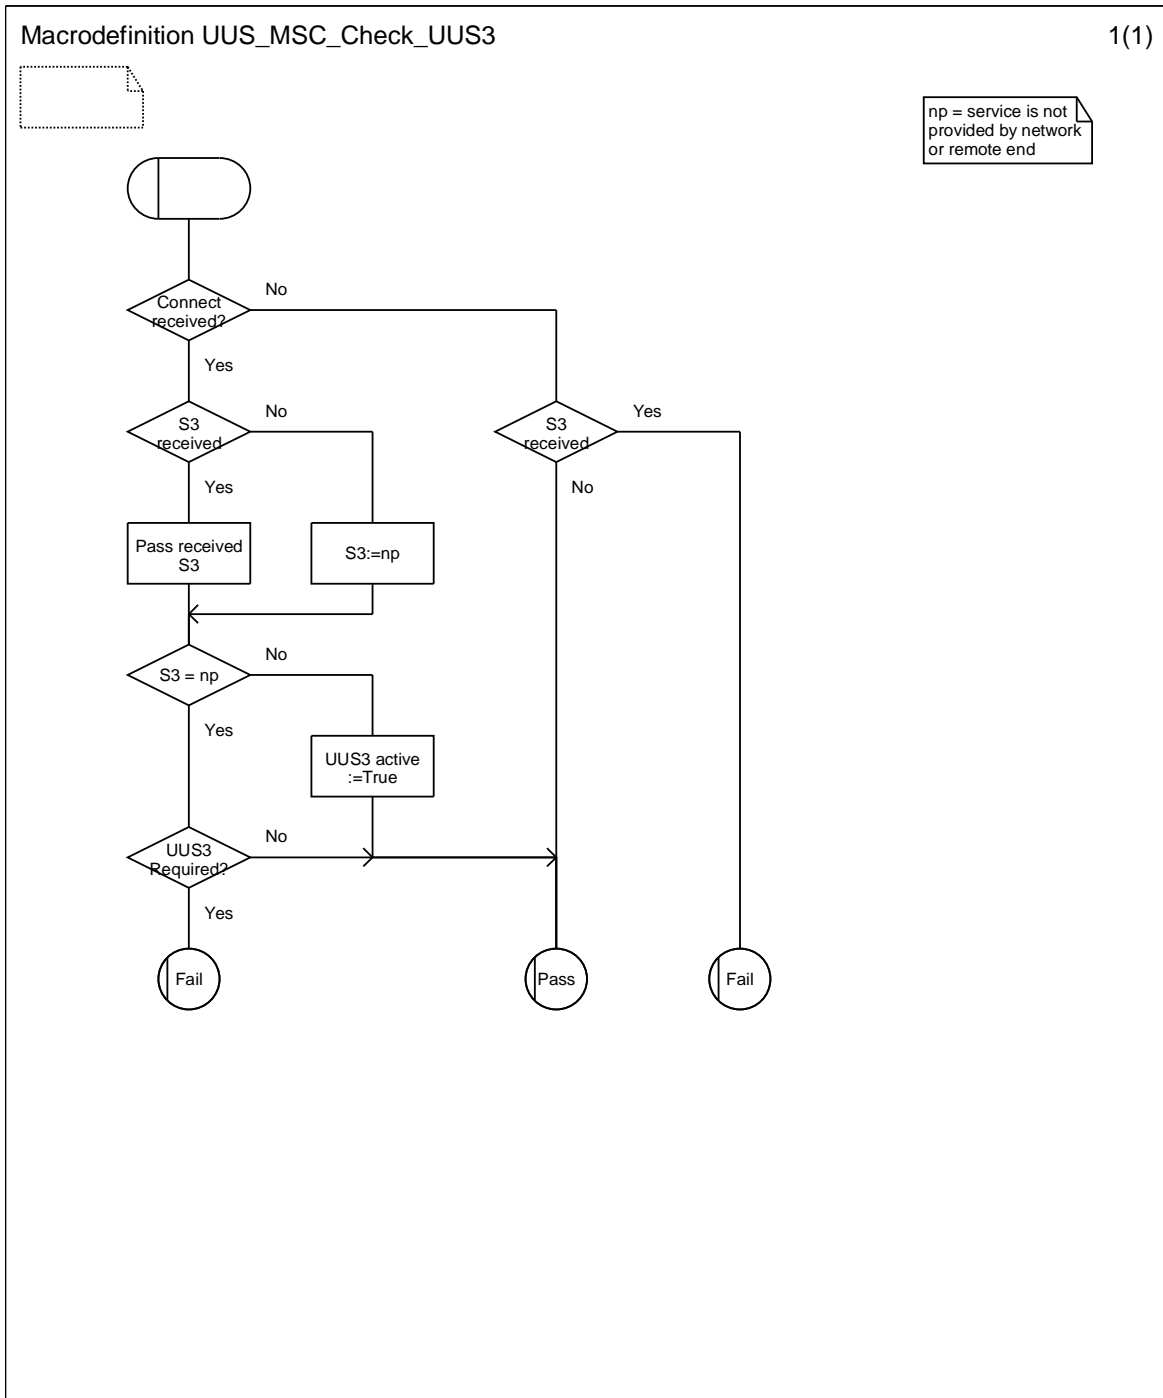 Macrodefinition UUS_MSC_Check_UUS3
1(1)
np = service is not
provided by network
or remote end
Connect
received?
No
Yes
S3
received
No
S3
received
Yes
Yes
No
Pass received
S3
S3:=np
S3 = np
No
Yes
UUS3 active
:=True
UUS3
Required?
No
Yes
Fail
Pass
Fail